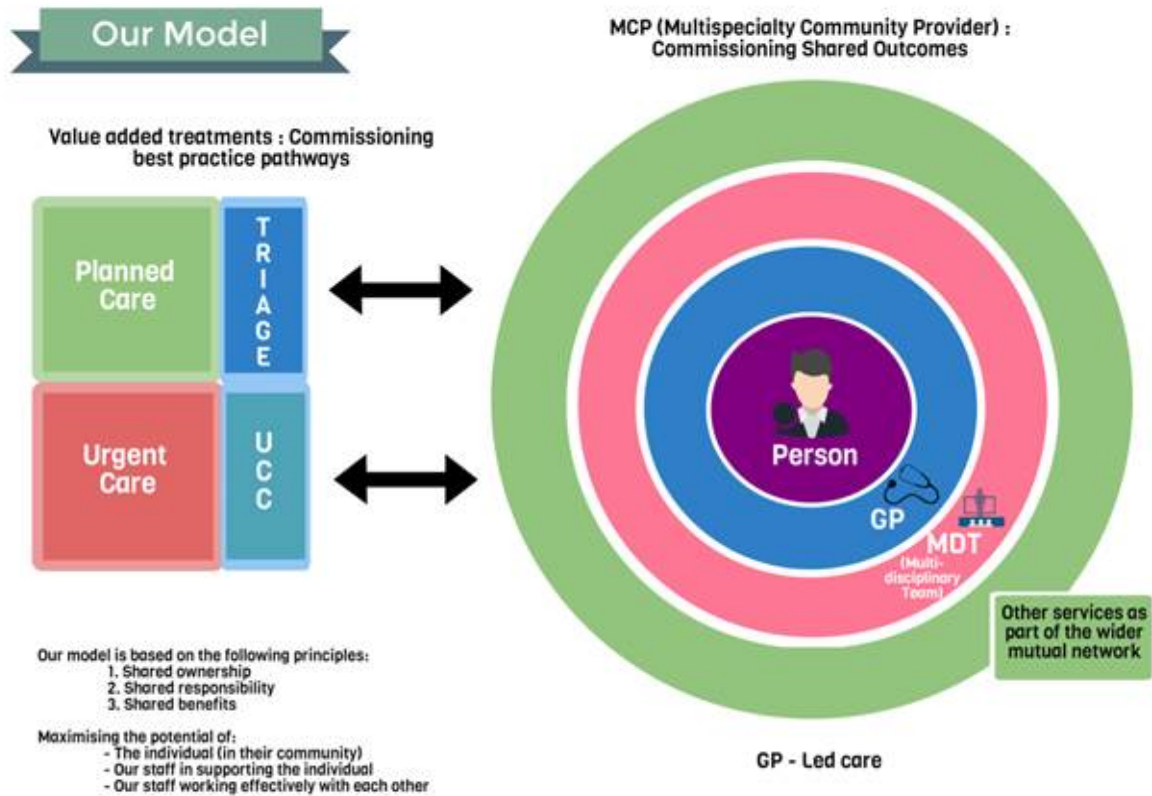 Our Model
MCP (Multispecialty Community Provider) :
Commissioning Shared Outcomes
Value added treatments : Commissioning
best practice pathways
Planned
Care
TRIAGE
Urgent
Care
UCC
Person
GP
MDT
(Multi-
disciplinary
Team)
Other services as
part of the wider
mutual network
Our model is based on the following principles:
1. Shared ownership
2. Shared responsibility
3. Shared benefits
Maximising the potential of:
- The individual (in their community)
- Our staff in supporting the individual
- Our staff working effectively with each other
GP - Led care